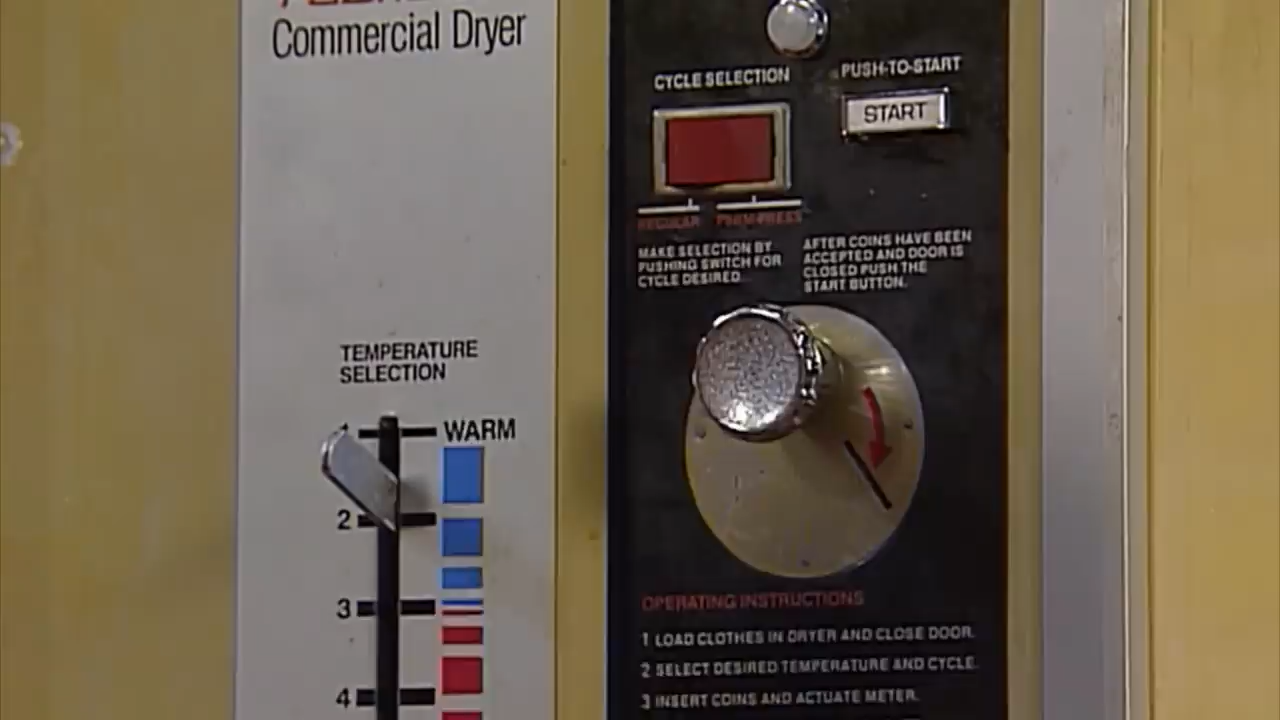 Commercial Dryer
TEMPERATURE
SELECTION
1
WARM
2
3
4
CYCLE SELECTION
PUSH-TO-START
START
REGULAR
PERM-PRESS
MAKE SELECTION BY
PUSHING SWITCH FOR
CYCLE DESIRED.
AFTER COINS HAVE BEEN
ACCEPTED AND DOOR IS
CLOSED PUSH THE
START BUTTON.
OPERATING INSTRUCTIONS
1 LOAD CLOTHES IN DRYER AND CLOSE DOOR.
2 SELECT DESIRED TEMPERATURE AND CYCLE.
3 INSERT COINS AND ACTUATE METER.